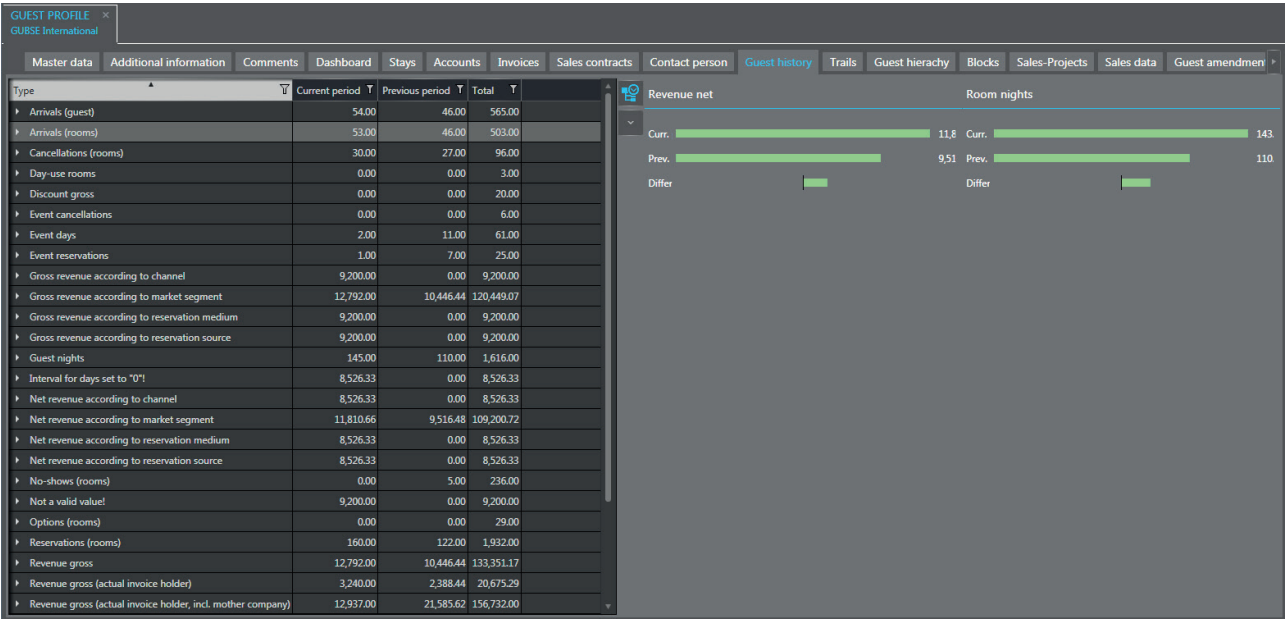 GUEST PROFILE ×
GUBSE International
Master data Additional information Comments Dashboard Stays Accounts Invoices Sales contracts Contact person Guest history Trails Guest hierachy Blocks Sales-Projects Sales data Guest amendmen
Type Current period Previous period Total
Arrivals (guest) 54.00 46.00 565.00
Arrivals (rooms) 53.00 46.00 503.00
Cancellations (rooms) 30.00 27.00 96.00
Day-use rooms 0.00 0.00 3.00
Discount gross 0.00 0.00 20.00
Event cancellations 0.00 0.00 6.00
Event days 2.00 11.00 61.00
Event reservations 1.00 7.00 25.00
Gross revenue according to channel 9,200.00 0.00 9,200.00
Gross revenue according to market segment 12,792.00 10,446.44 120,449.07
Gross revenue according to reservation medium 9,200.00 0.00 9,200.00
Gross revenue according to reservation source 9,200.00 0.00 9,200.00
Guest nights 145.00 110.00 1,616.00
Interval for days set to "0"! 8,526.33 0.00 8,526.33
Net revenue according to channel 8,526.33 0.00 8,526.33
Net revenue according to market segment 11,810.66 9,516.48 109,200.72
Net revenue according to reservation medium 8,526.33 0.00 8,526.33
Net revenue according to reservation source 8,526.33 0.00 8,526.33
No-shows (rooms) 0.00 5.00 236.00
Not a valid value! 9,200.00 0.00 9,200.00
Options (rooms) 0.00 0.00 29.00
Reservations (rooms) 160.00 122.00 1,932.00
Revenue gross 12,792.00 10,446.44 133,351.17
Revenue gross (actual invoice holder) 3,240.00 2,388.44 20,675.29
Revenue gross (actual invoice holder, incl. mother company) 12,937.00 21,585.62 156,732.00
Revenue net Room nights
Curr. 11,8 Curr. 143.
Prev. 9,51 Prev. 110.
Differ Differ